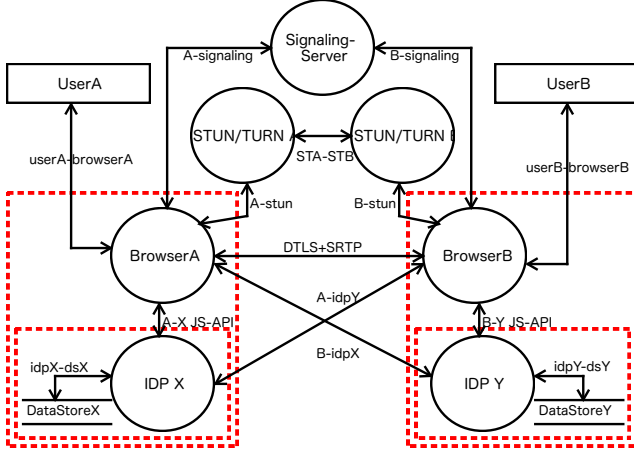 Signaling-
Server
A-signaling
B-signaling
UserA
UserB
STUN/TURN A
STUN/TURN B
STA-STB
userA-browserA
userB-browserB
A-stun
B-stun
BrowserA
DTLS+SRTP
BrowserB
A-idpY
A-X JS-API
B-Y JS-API
B-idpX
idpX-dsX
IDP X
IDP Y
idpY-dsY
DataStoreX
DataStoreY